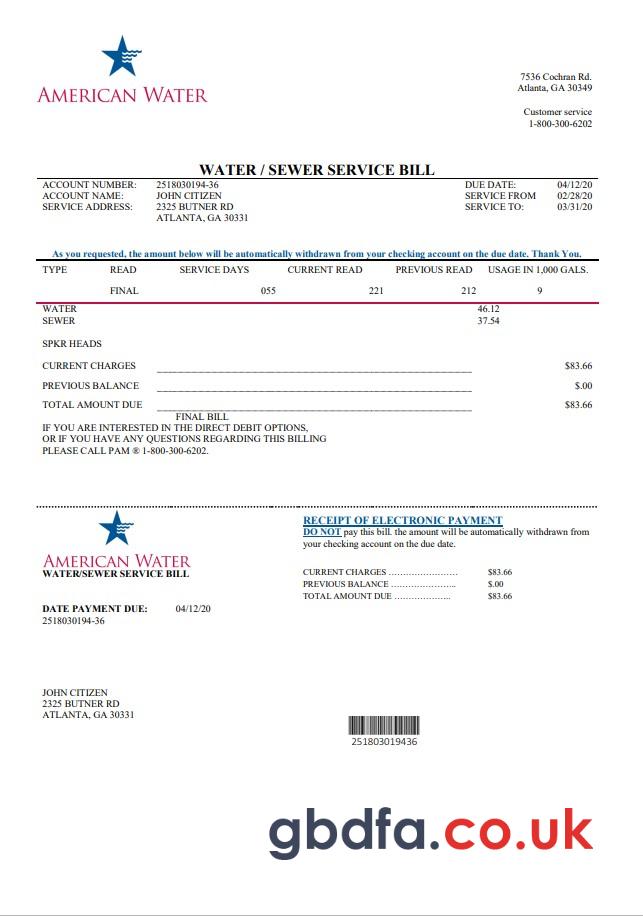 AMERICAN WATER
7536 Cochran Rd.
Atlanta, GA 30349
Customer service
1-800-300-6202
WATER / SEWER SERVICE BILL
ACCOUNT NUMBER: 2518030194-36 DUE DATE: 04/12/20
ACCOUNT NAME: JOHN CITIZEN SERVICE FROM 02/28/20
SERVICE ADDRESS: 2325 BUTNER RD SERVICE TO: 03/31/20
ATLANTA, GA 30331
As you requested, the amount below will be automatically withdrawn from your checking account on the due date. Thank You.
TYPE READ SERVICE DAYS CURRENT READ PREVIOUS READ USAGE IN 1,000 GALS.
FINAL 055 221 212 9
WATER 46.12
SEWER 37.54
SPKR HEADS
CURRENT CHARGES $83.66
PREVIOUS BALANCE $.00
TOTAL AMOUNT DUE $83.66
FINAL BILL
IF YOU ARE INTERESTED IN THE DIRECT DEBIT OPTIONS,
OR IF YOU HAVE ANY QUESTIONS REGARDING THIS BILLING
PLEASE CALL PAM ® 1-800-300-6202.
AMERICAN WATER
WATER/SEWER SERVICE BILL
DATE PAYMENT DUE: 04/12/20
2518030194-36
RECEIPT OF ELECTRONIC PAYMENT
DO NOT pay this bill. the amount will be automatically withdrawn from
your checking account on the due date.
CURRENT CHARGES ........................ $83.66
PREVIOUS BALANCE ....................... $.00
TOTAL AMOUNT DUE .................... $83.66
JOHN CITIZEN
2325 BUTNER RD
ATLANTA, GA 30331
251803019436
gbdfa.co.uk